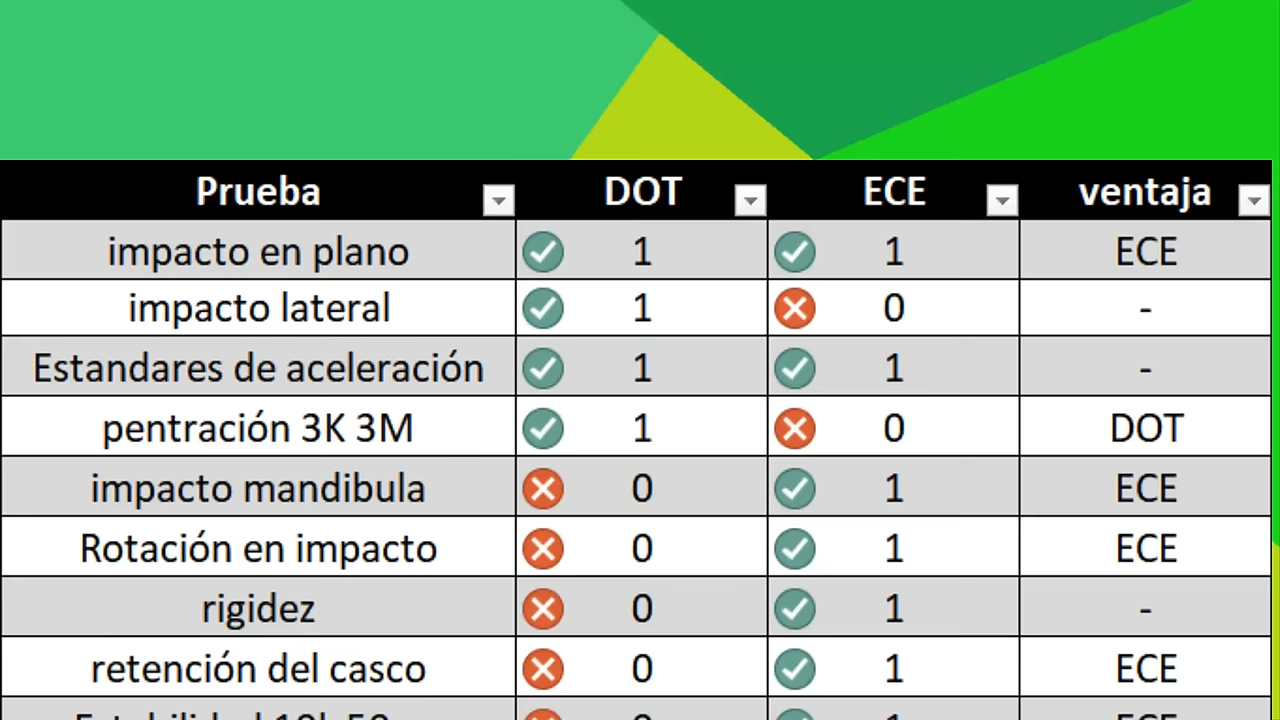 Prueba DOT ECE ventaja
impacto en plano 1 1 ECE
impacto lateral 1 0 -
Estandares de aceleración 1 1 -
pentración 3K 3M 1 0 DOT
impacto mandibula 0 1 ECE
Rotación en impacto 0 1 ECE
rigidez 0 1 -
retención del casco 0 1 ECE